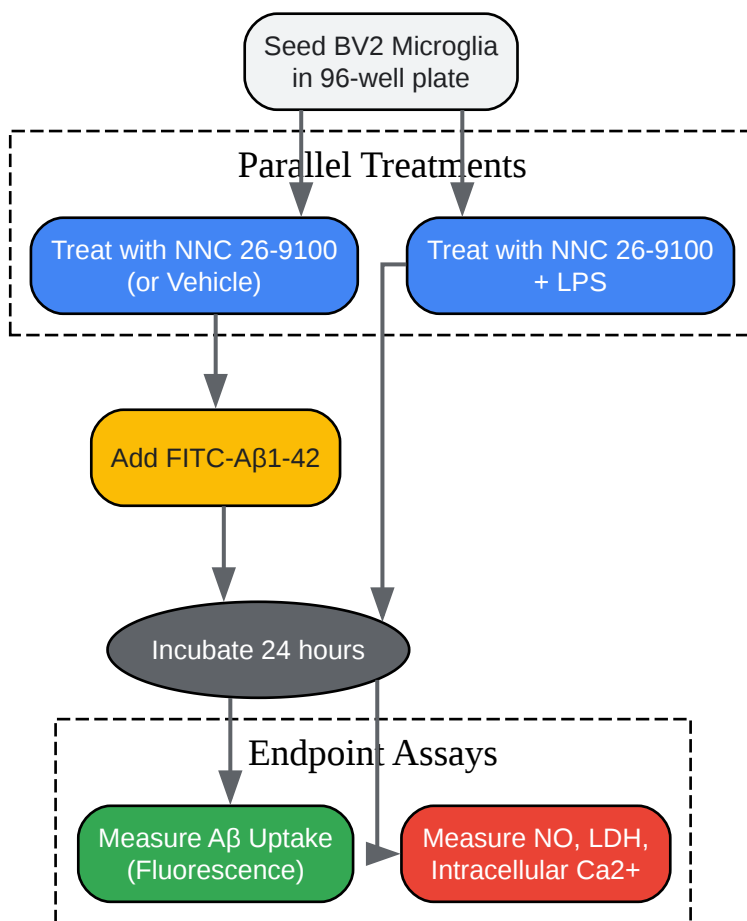 Seed BV2 Microglia
in 96-well plate
Parallel Treatments
Treat with NNC 26-9100
(or Vehicle)
Treat with NNC 26-9100
+ LPS
Add FITC-Aβ1-42
Incubate 24 hours
Endpoint Assays
Measure Aβ Uptake
(Fluorescence)
Measure NO, LDH,
Intracellular Ca2+